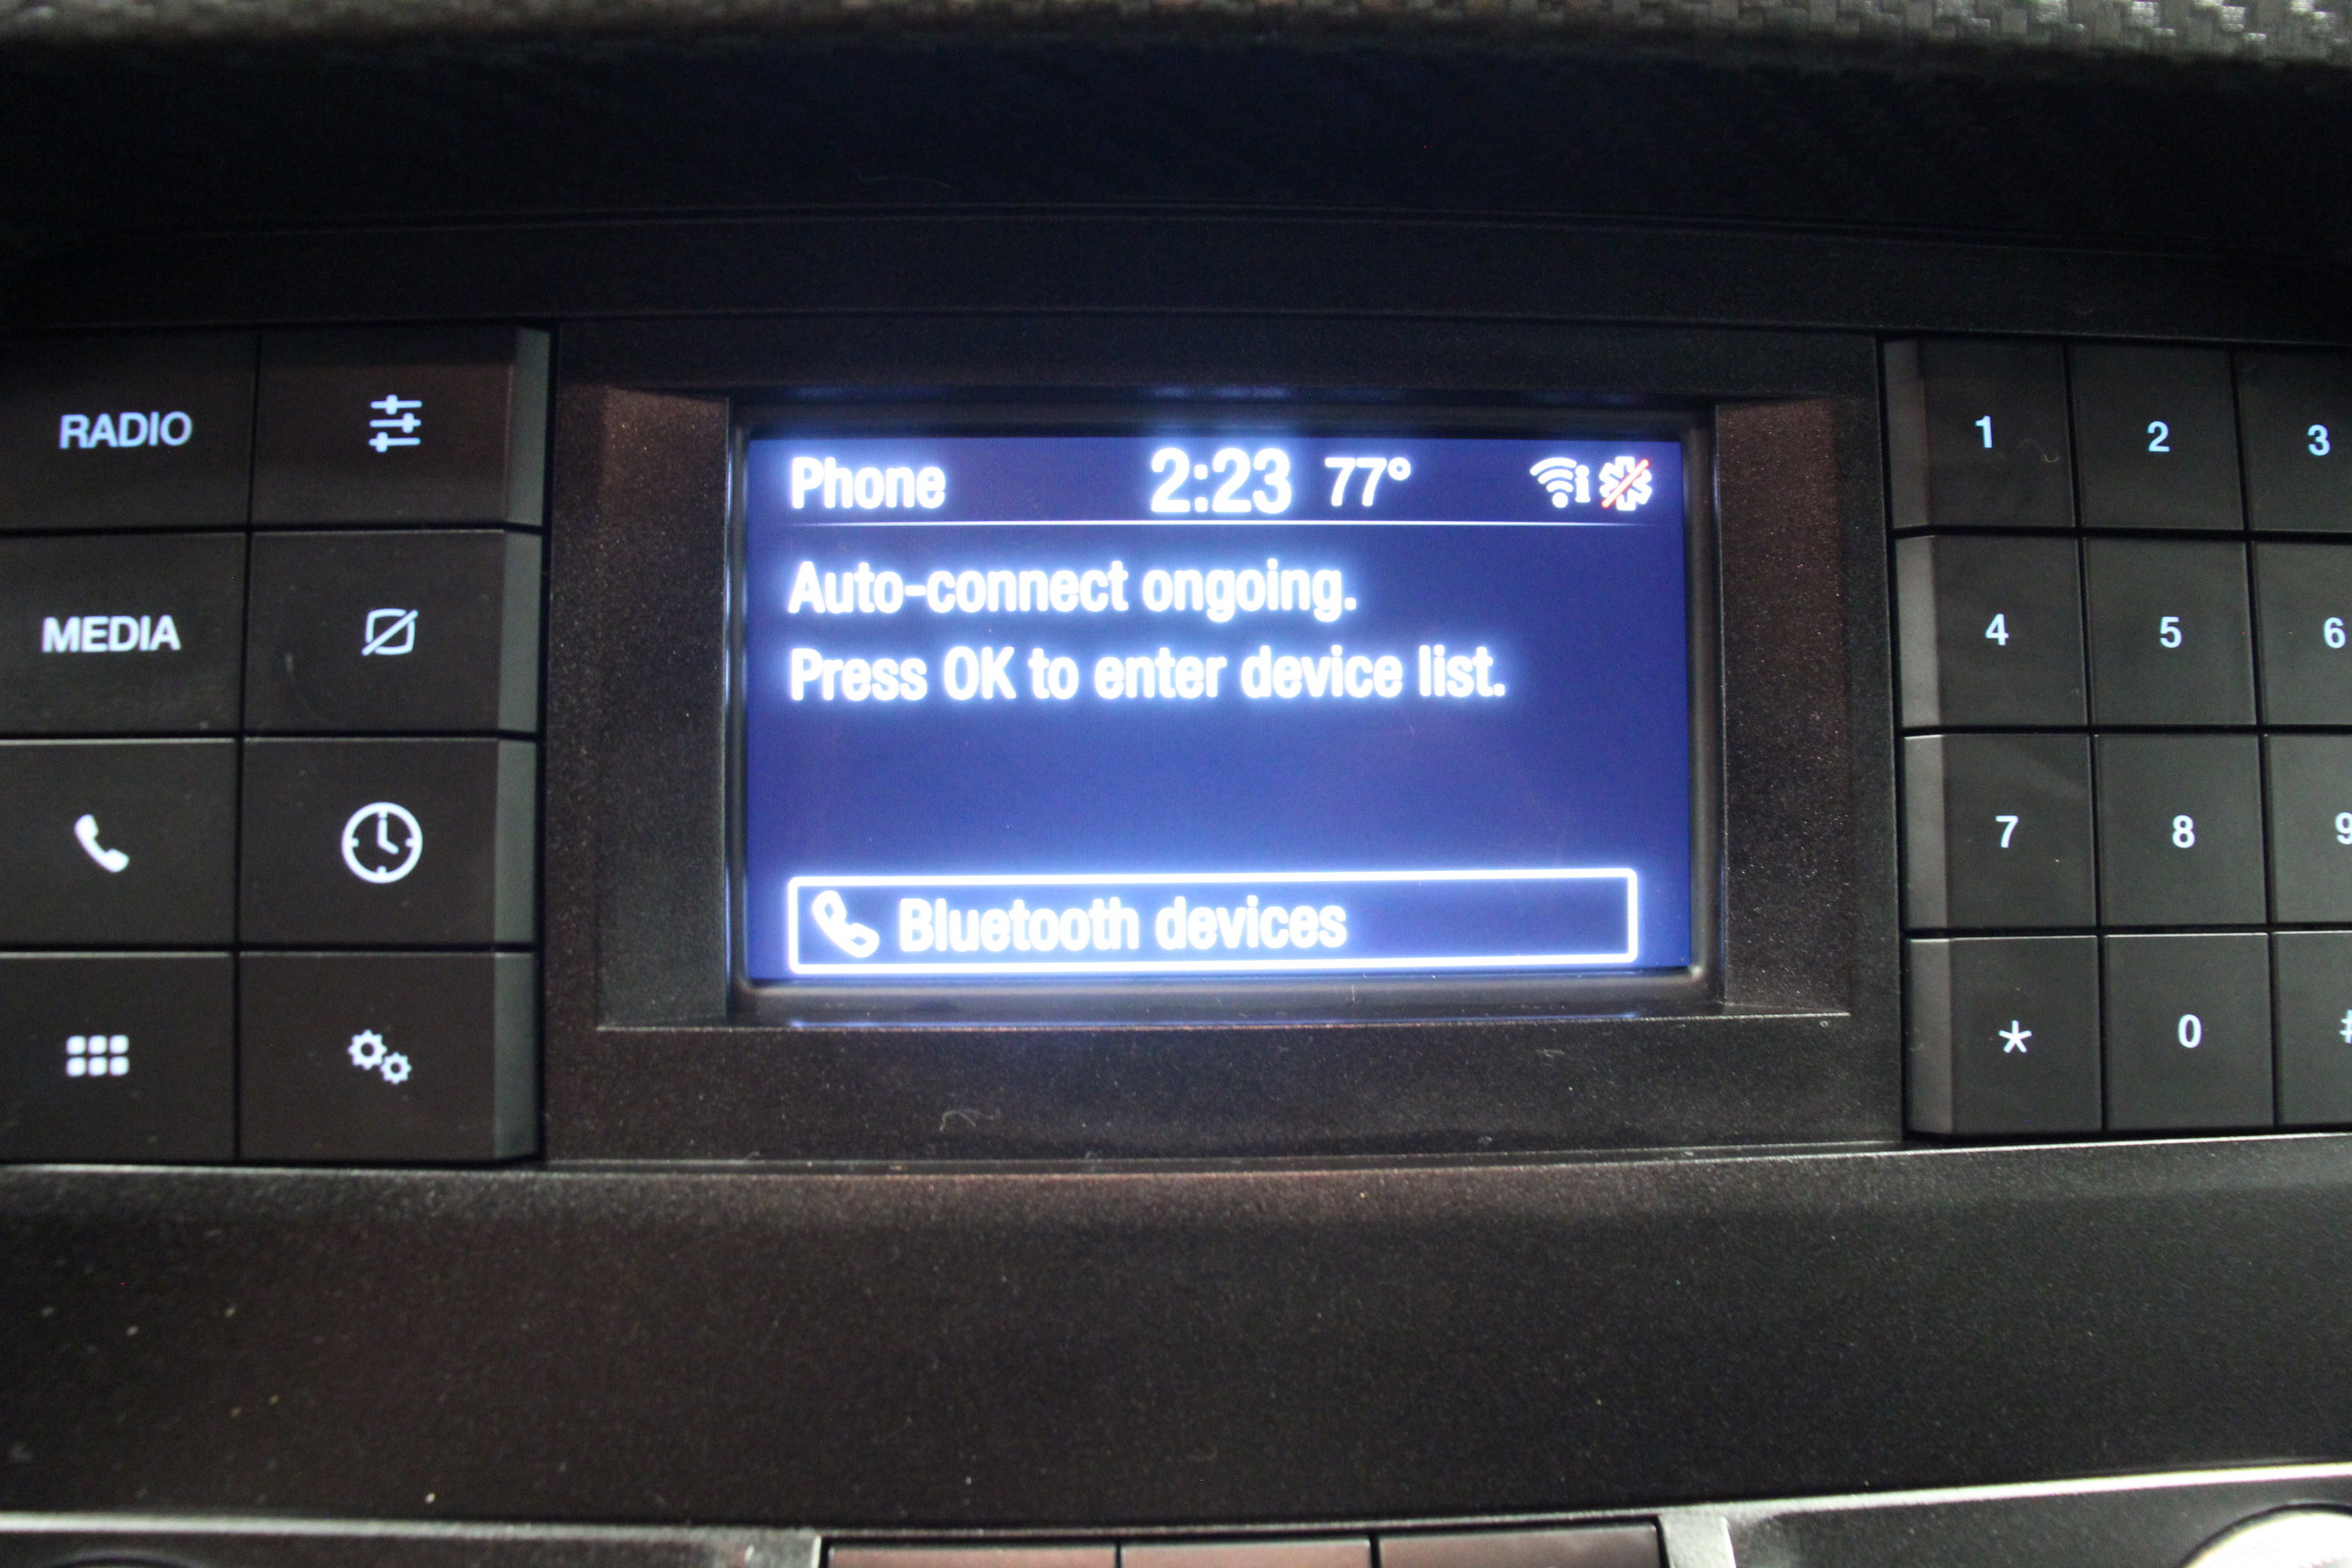 RADIO
MEDIA
Phone 2:23 77°
Auto-connect ongoing.
Press OK to enter device list.
Bluetooth devices
1 2 3
4 5 6
7 8 9
* 0 #